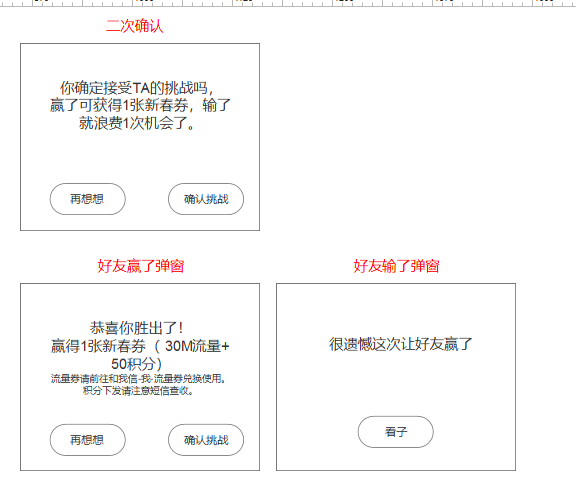 二次确认
你确定接受TA的挑战吗，
赢了可获得1张新春券，输了
就浪费1次机会了。
再想想
确认挑战
好友赢了弹窗
好友输了弹窗
恭喜你胜出了！
赢得1张新春券（ 30M流量+
50积分）
流量券请前往和我信-我-流量券兑换使用。
积分下发请注意短信查收。
再想想
确认挑战
很遗憾这次让好友赢了
看子